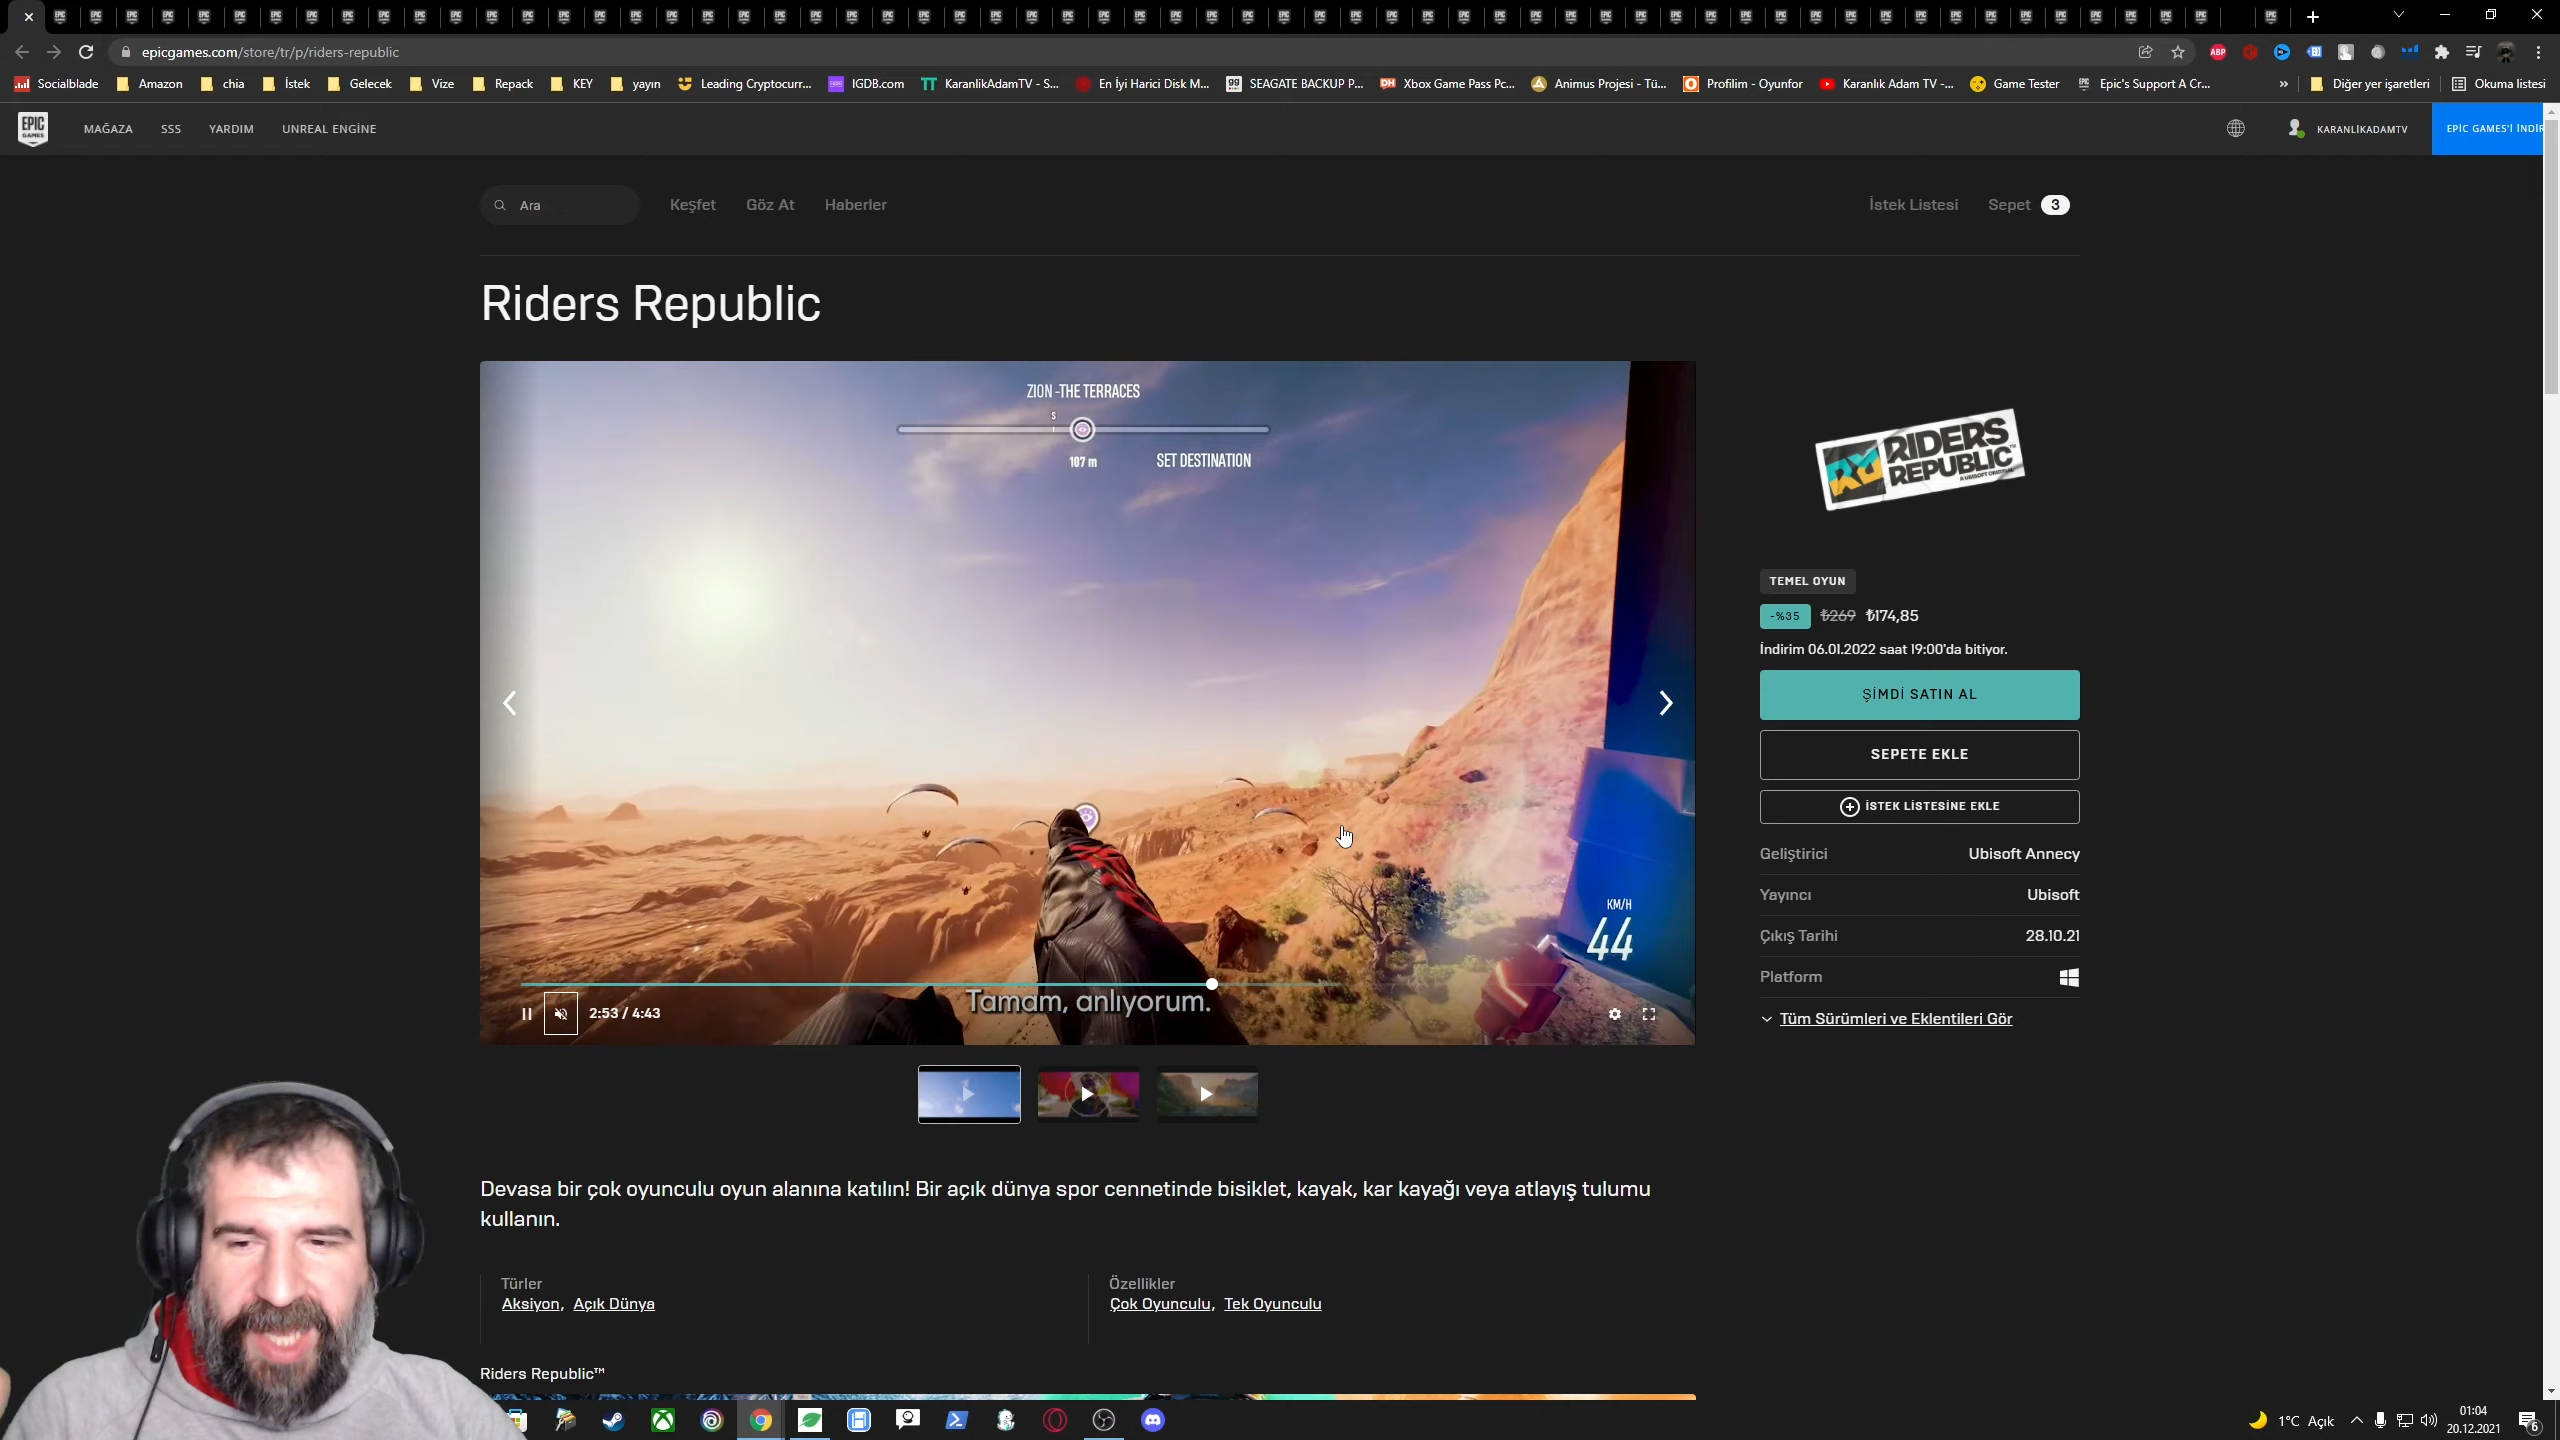 epicgames.com/store/tr/p/riders-republic
Socialblade
Amazon
chia
İstek
Gelecek
Vize
Repack
KEY
yayın
Leading Cryptocurr...
IGDB.com
KaranlikAdamTV - S...
En İyi Harici Disk M...
SEAGATE BACKUP P...
Xbox Game Pass Pc...
Animus Projesi - Tü...
Profilim - Oyunfor
Karanlık Adam TV -...
Game Tester
Epic's Support A Cr...
»
Diğer yer işaretleri
Okuma listesi
EPIC GAMES
MAĞAZA
SSS
YARDIM
UNREAL ENGİNE
KARANLİKADAMTV
EPİC GAMES'İ İNDİR
Ara
Keşfet
Göz At
Haberler
İstek Listesi
Sepet 3
Riders Republic
ZION -THE TERRACES
S
107 m
SET DESTINATION
KM/H
44
Tamam, anlıyorum.
2:53 / 4:43
RIDERS
REPUBLIC
TEMEL OYUN
-%35 ₺269 ₺174,85
İndirim 06.01.2022 saat 19:00'da bitiyor.
ŞİMDİ SATIN AL
SEPETE EKLE
İSTEK LİSTESİNE EKLE
Geliştirici Ubisoft Annecy
Yayıncı Ubisoft
Çıkış Tarihi 28.10.21
Platform
Tüm Sürümleri ve Eklentileri Gör
Devasa bir çok oyunculu oyun alanına katılın! Bir açık dünya spor cennetinde bisiklet, kayak, kar kayağı veya atlayış tulumu
kullanın.
Türler
Aksiyon, Açık Dünya
Özellikler
Çok Oyunculu, Tek Oyunculu
Riders Republic™
1°C Açık
01:04
20.12.2021
6